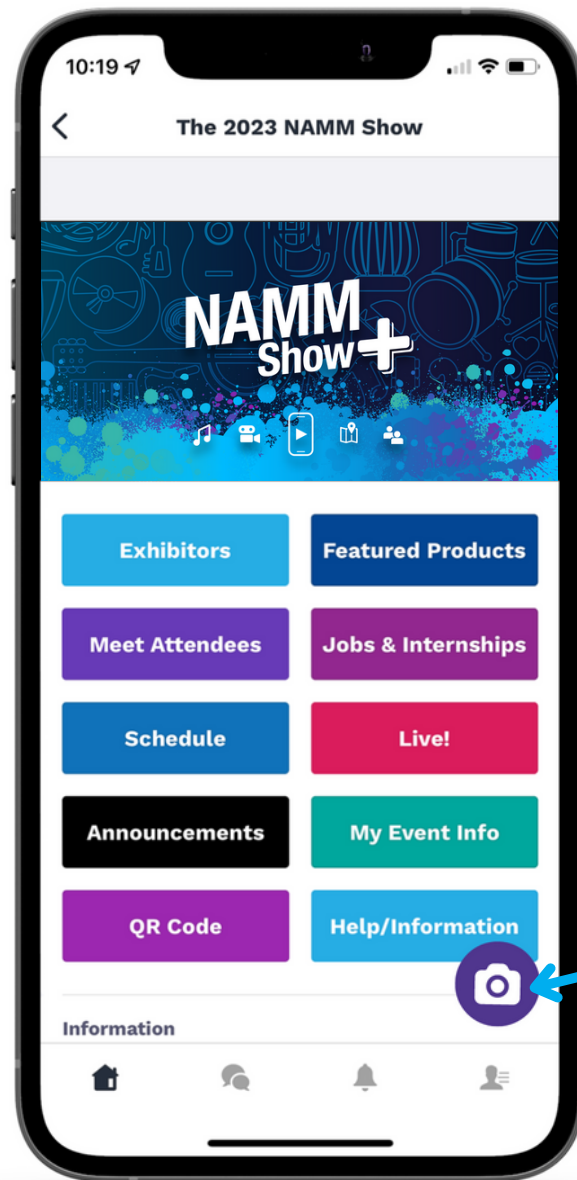 10:19
The 2023 NAMM Show
NAMM
Show+
Exhibitors
Featured Products
Meet Attendees
Jobs & Internships
Schedule
Live!
Announcements
My Event Info
QR Code
Help/Information
Information